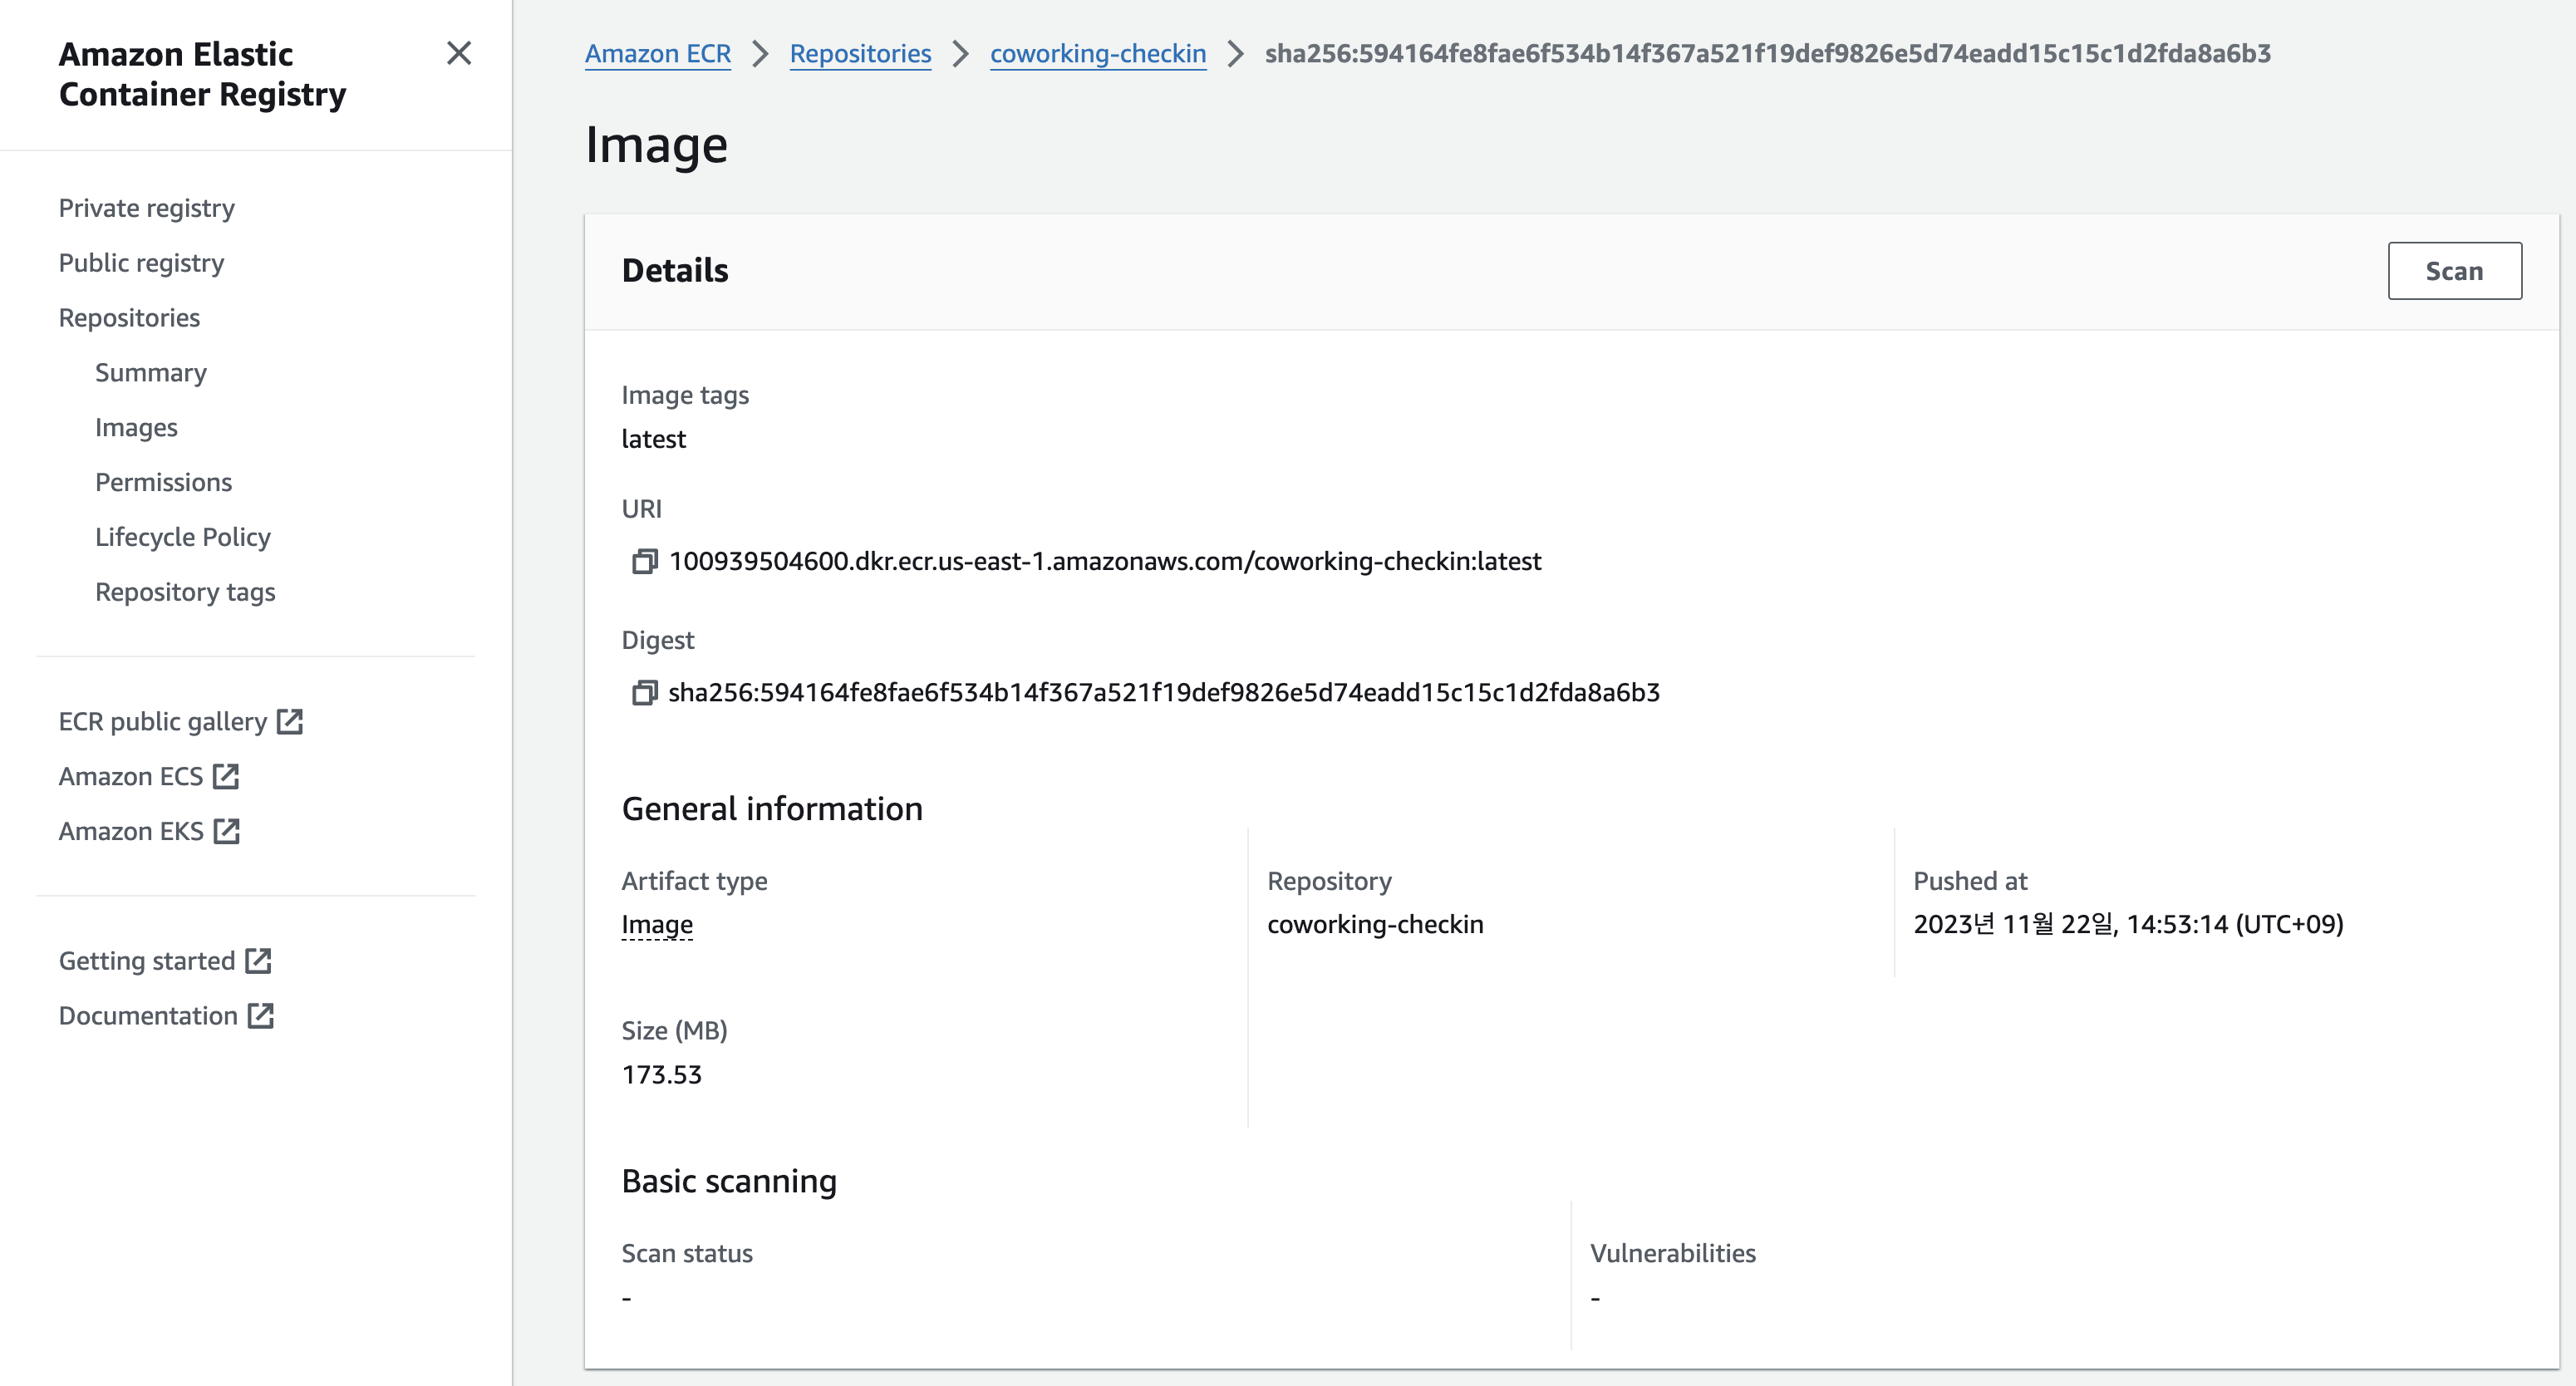 Amazon Elastic
Container Registry
Private registry
Public registry
Repositories
Summary
Images
Permissions
Lifecycle Policy
Repository tags
ECR public gallery
Amazon ECS
Amazon EKS
Getting started
Documentation
Amazon ECR > Repositories > coworking-checkin > sha256:594164fe8fae6f534b14f367a521f19def9826e5d74eadd15c15c1d2fda8a6b3
Image
Details
Scan
Image tags
latest
URI
100939504600.dkr.ecr.us-east-1.amazonaws.com/coworking-checkin:latest
Digest
sha256:594164fe8fae6f534b14f367a521f19def9826e5d74eadd15c15c1d2fda8a6b3
General information
Artifact type
Image
Repository
coworking-checkin
Pushed at
2023년 11월 22일, 14:53:14 (UTC+09)
Size (MB)
173.53
Basic scanning
Scan status
-
Vulnerabilities
-